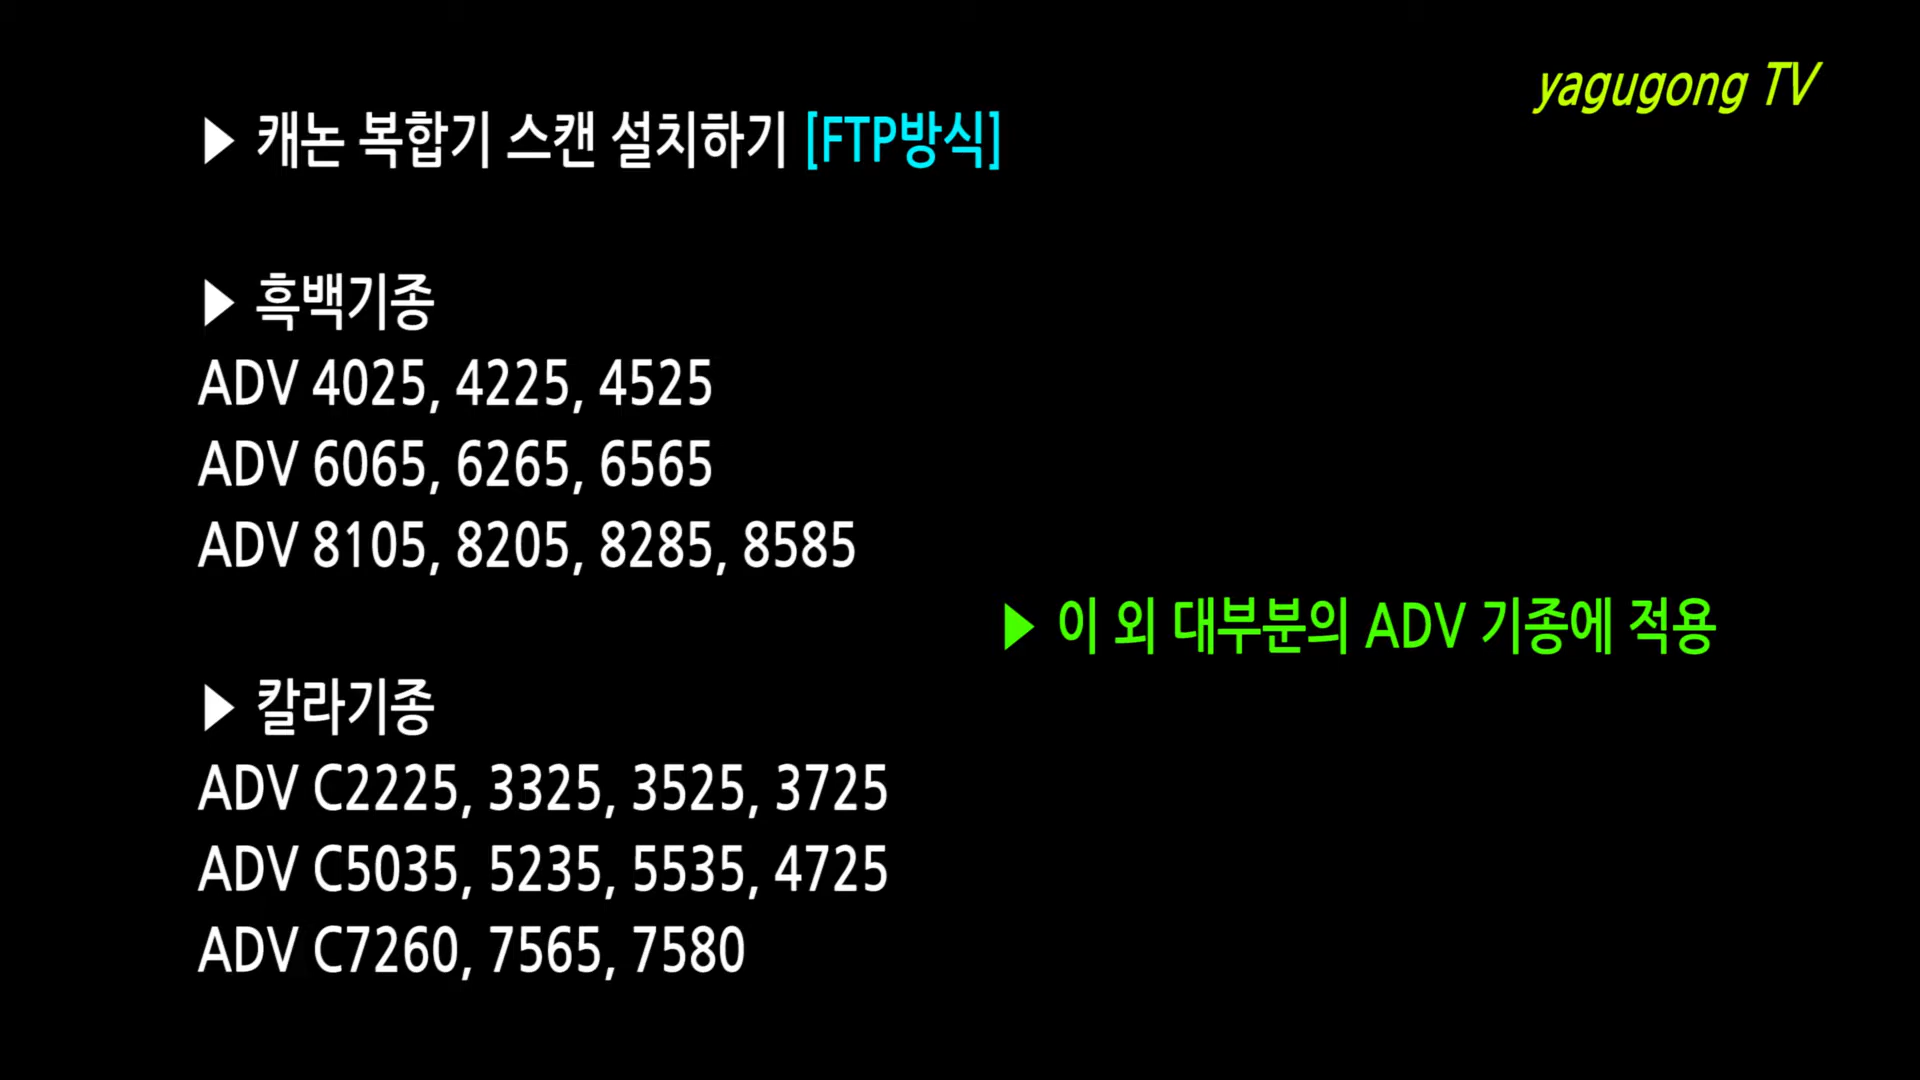 yagugong TV
▶ 캐논 복합기 스캔 설치하기 [FTP방식]
▶ 흑백기종
ADV 4025, 4225, 4525
ADV 6065, 6265, 6565
ADV 8105, 8205, 8285, 8585
▶ 이 외 대부분의 ADV 기종에 적용
▶ 칼라기종
ADV C2225, 3325, 3525, 3725
ADV C5035, 5235, 5535, 4725
ADV C7260, 7565, 7580